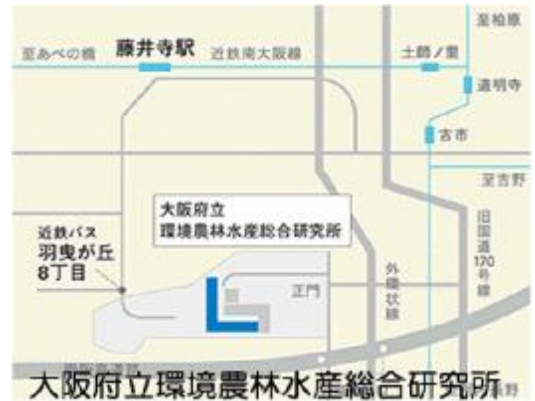 至柏原
至あべの橋
藤井寺駅
近鉄南大阪線
土師ノ里
道明寺
古市
至吉野
大阪府立
環境農林水産総合研究所
近鉄バス
羽曳が丘
8丁目
正門
外環状線
旧国道170号線
大阪府立環境農林水産総合研究所